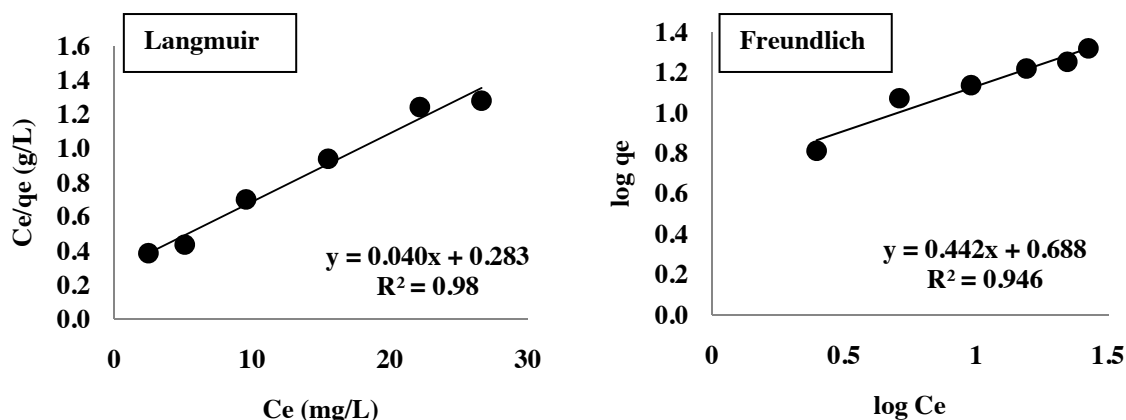 Langmuir
1.6
1.4
1.2
1.0
0.8
0.6
0.4
0.2
0.0
Ce/qe (g/L)
y = 0.040x + 0.283
R² = 0.98
0 10 20 30
Ce (mg/L)
Freundlich
1.4
1.2
1.0
0.8
0.6
0.4
0.2
0.0
log qe
y = 0.442x + 0.688
R² = 0.946
0 0.5 1 1.5
log Ce